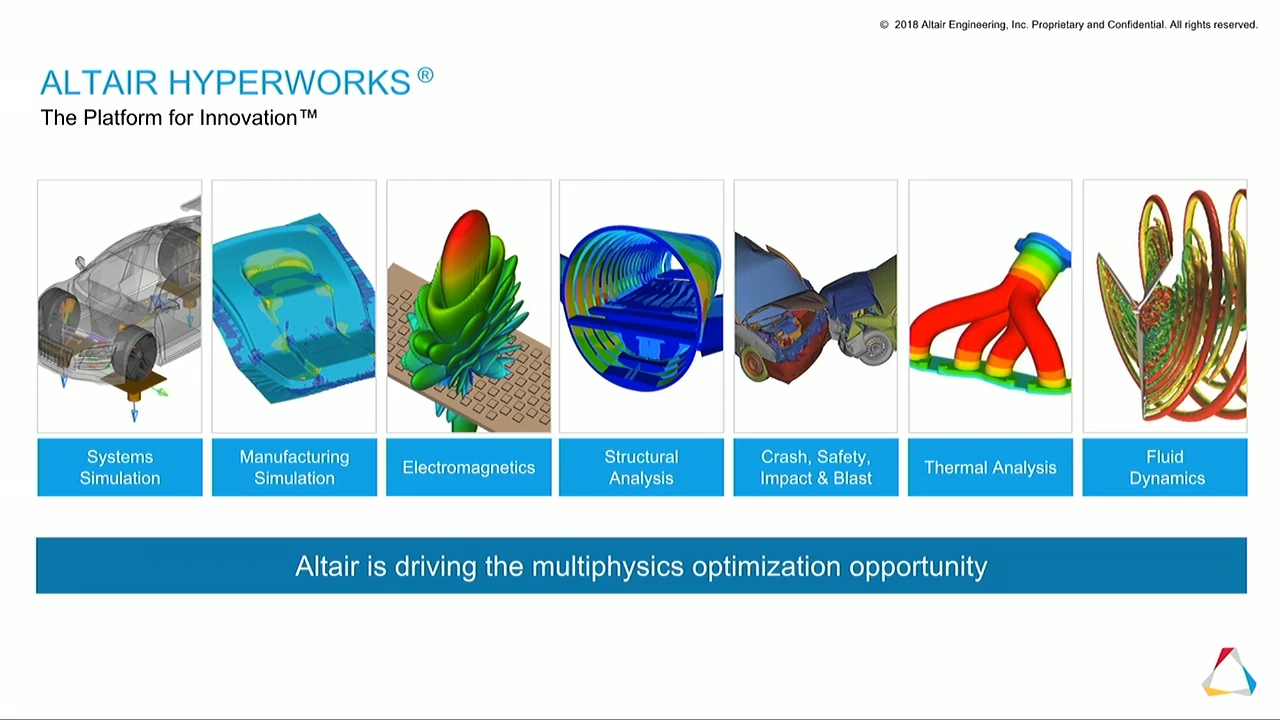 © 2018 Altair Engineering, Inc. Proprietary and Confidential. All rights reserved.
ALTAIR HYPERWORKS®
The Platform for Innovation™
Systems
Simulation
Manufacturing
Simulation
Electromagnetics
Structural
Analysis
Crash, Safety,
Impact & Blast
Thermal Analysis
Fluid
Dynamics
Altair is driving the multiphysics optimization opportunity